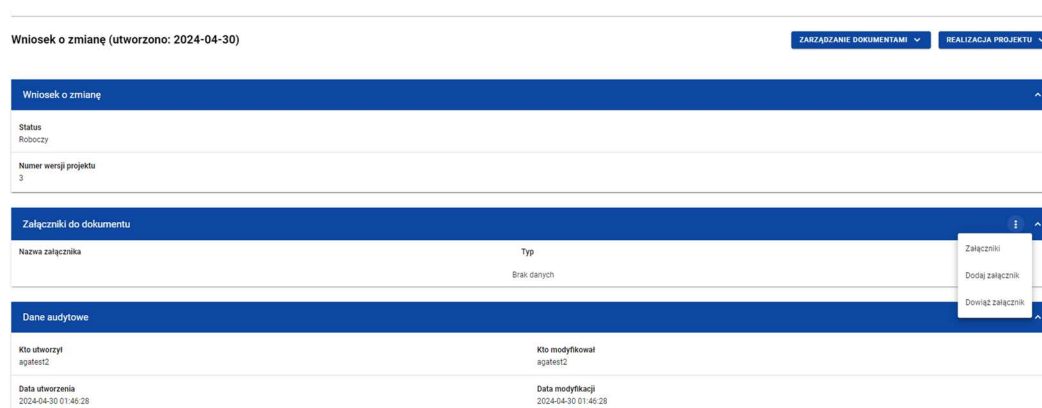 Wniosek o zmianę (utworzono: 2024-04-30)
ZARZĄDZANIE DOKUMENTAMI
REALIZACJA PROJEKTU
Wniosek o zmianę
Status
Roboczy
Numer wersji projektu
3
Załączniki do dokumentu
Nazwa załącznika
Typ
Brak danych
Załączniki
Dodaj załącznik
Dowiąż załącznik
Dane audytowe
Kto utworzył
Kto modyfikował
agatest2
agatest2
Data utworzenia
Data modyfikacji
2024-04-30 01:46:28
2024-04-30 01:46:28